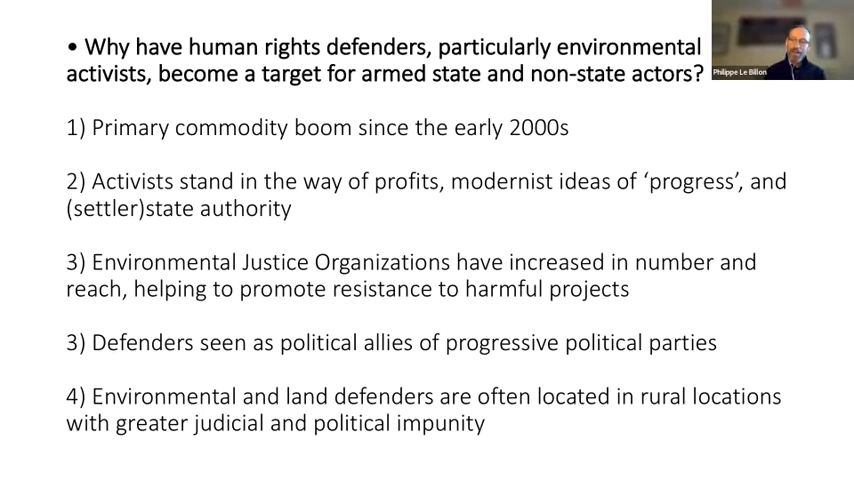 • Why have human rights defenders, particularly environmental
activists, become a target for armed state and non-state actors?
Philippe Le Billon
1) Primary commodity boom since the early 2000s
2) Activists stand in the way of profits, modernist ideas of ‘progress’, and
(settler)state authority
3) Environmental Justice Organizations have increased in number and
reach, helping to promote resistance to harmful projects
3) Defenders seen as political allies of progressive political parties
4) Environmental and land defenders are often located in rural locations
with greater judicial and political impunity